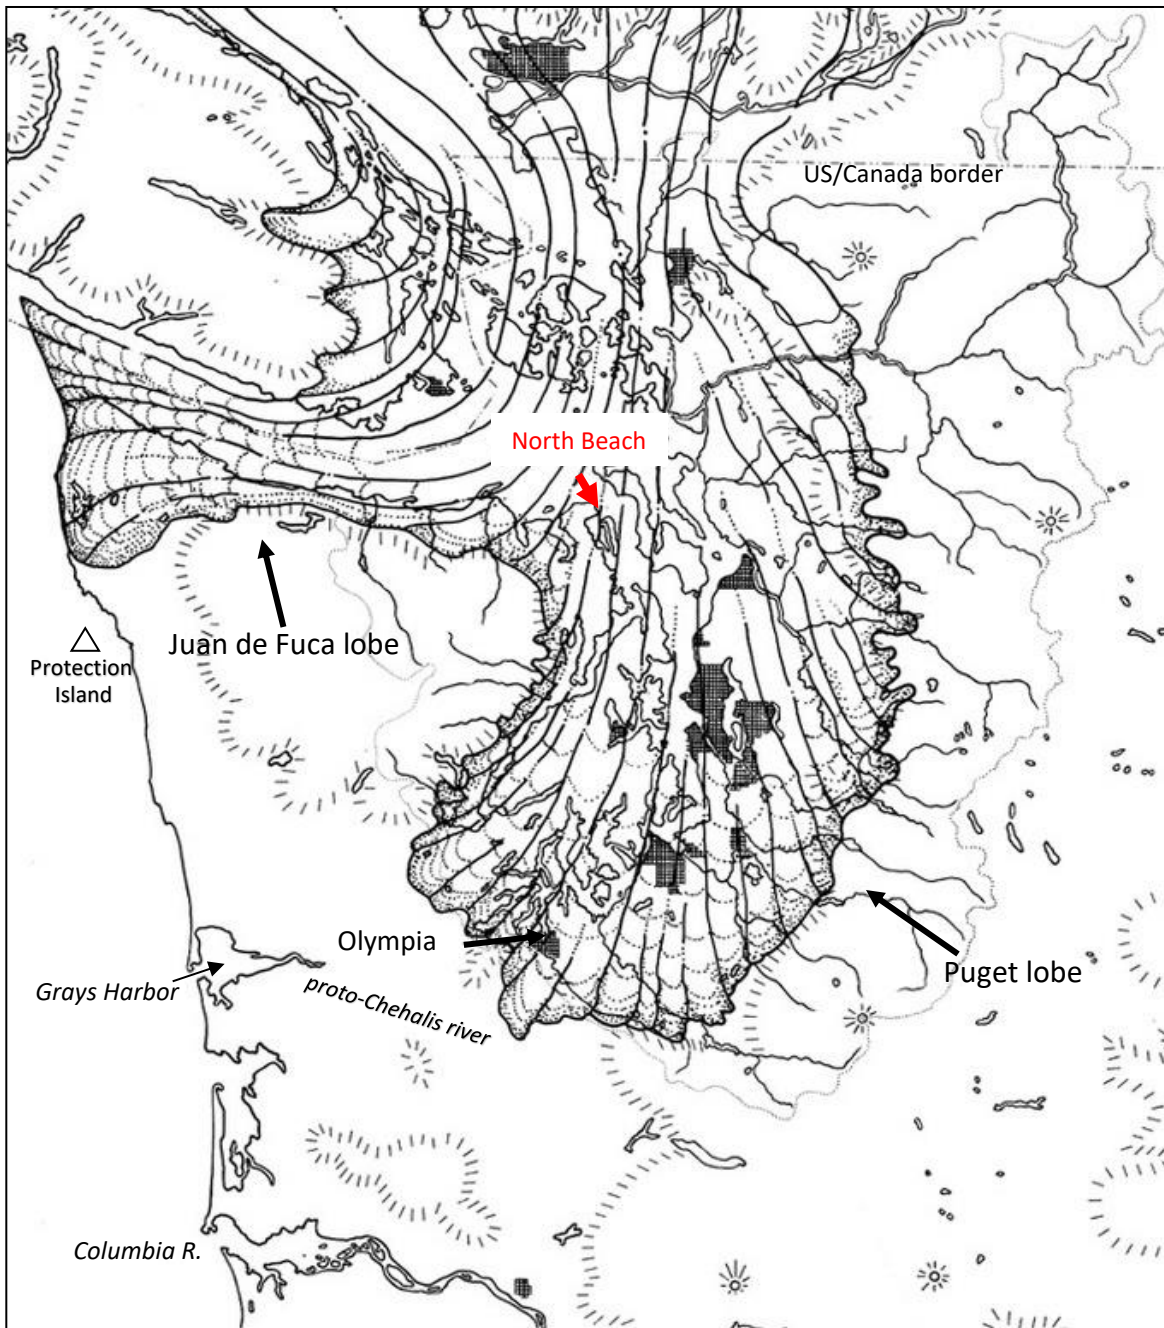 US/Canada border
North Beach
Juan de Fuca lobe
Protection
Island
Olympia
Puget lobe
Grays Harbor
proto-Chehalis river
Columbia R.